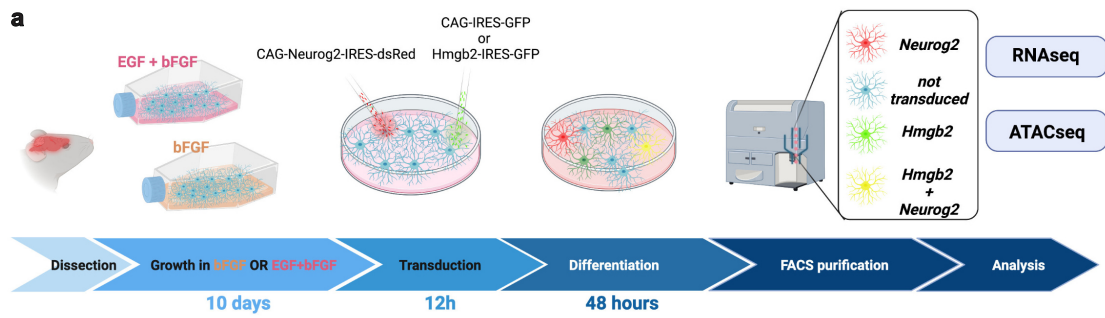 a
EGF + bFGF
bFGF
CAG-Neurog2-IRES-dsRed
CAG-IRES-GFP
or
Hmgb2-IRES-GFP
Neurog2
not
transduced
Hmgb2
Hmgb2
+
Neurog2
RNAseq
ATACseq
Dissection
Growth in bFGF OR EGF+bFGF
Transduction
Differentiation
FACS purification
Analysis
10 days
12h
48 hours